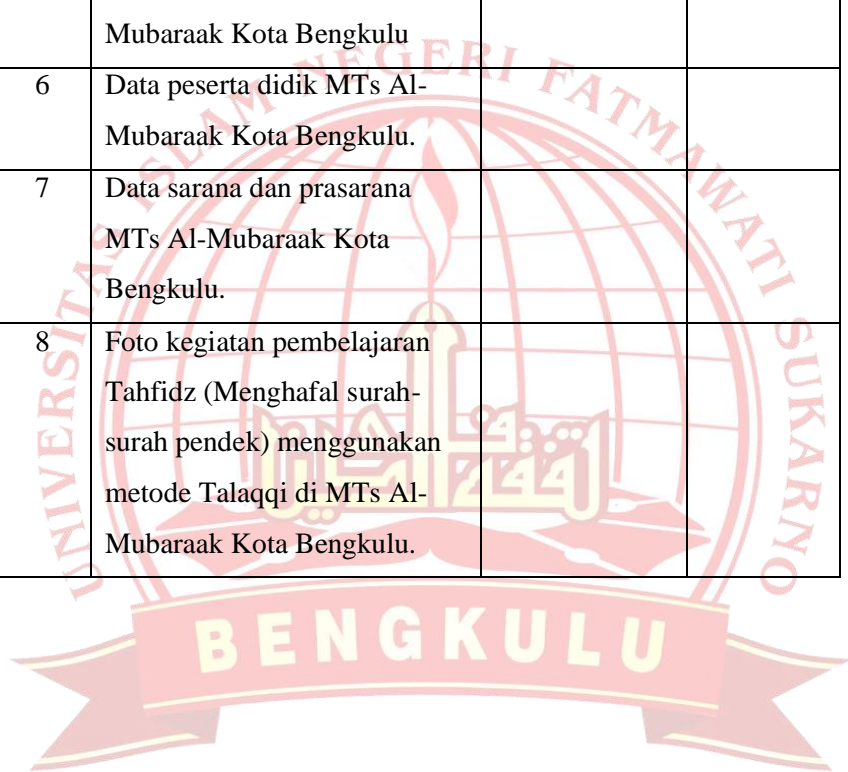 Mubaraak Kota Bengkulu
6 Data peserta didik MTs Al-
Mubaraak Kota Bengkulu.
7 Data sarana dan prasarana
MTs Al-Mubaraak Kota
Bengkulu.
8 Foto kegiatan pembelajaran
Tahfidz (Menghafal surah-
surah pendek) menggunakan
metode Talaqqi di MTs Al-
Mubaraak Kota Bengkulu.
UNIVERSITAS ISLAM NEGERI FATMAWATI SUKARNO
BENGKULU